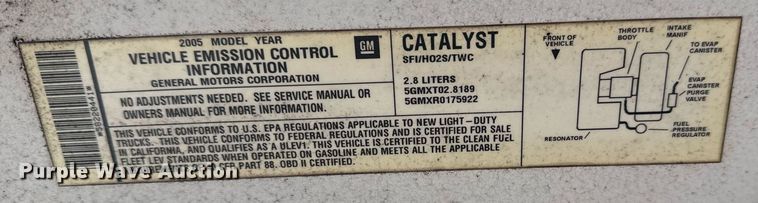 2005 MODEL YEAR
VEHICLE EMISSION CONTROL
INFORMATION
GENERAL MOTORS CORPORATION
GM
NO ADJUSTMENTS NEEDED. SEE SERVICE MANUAL OR
OWNERS MANUAL FOR MORE INFORMATION.
CATALYST
SFI/HO2S/TWC
2.8 LITERS
5GMXT02.8189
5GMXR0175922
THIS VEHICLE CONFORMS TO U.S. EPA REGULATIONS APPLICABLE TO NEW LIGHT-DUTY
TRUCKS. THIS VEHICLE CONFORMS TO FEDERAL REGULATIONS AND IS CERTIFIED FOR SALE
IN CALIFORNIA, AND QUALIFIES AS A ULEV1. THIS VEHICLE IS CERTIFIED TO THE CLEAN FUEL
FLEET LEV STANDARDS WHEN OPERATED ON GASOLINE AND MEETS ALL THE APPLICABLE
PER PART 88. OBD II CERTIFIED.
FRONT OF
VEHICLE
THROTTLE
BODY
INTAKE
MANIF
TO EVAP
CANISTER
EVAP
CANISTER
PURGE
VALVE
FUEL
PRESSURE
REGULATOR
RESONATOR
Purple Wave Auction